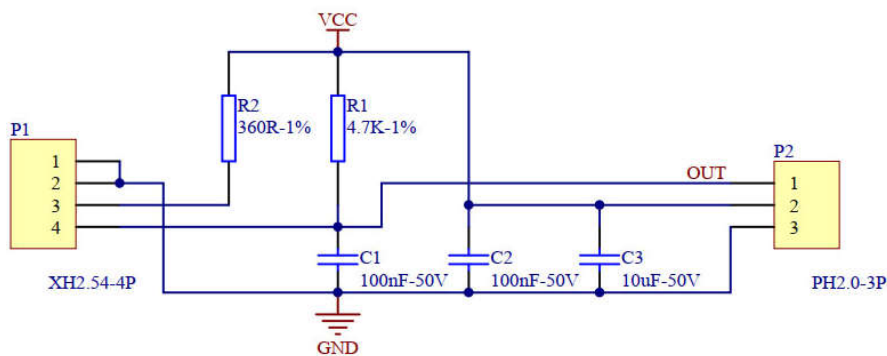 VCC
R2
360R-1%
R1
4.7K-1%
P1
1
2
3
4
XH2.54-4P
C1
100nF-50V
C2
100nF-50V
C3
10uF-50V
OUT
P2
1
2
3
PH2.0-3P
GND